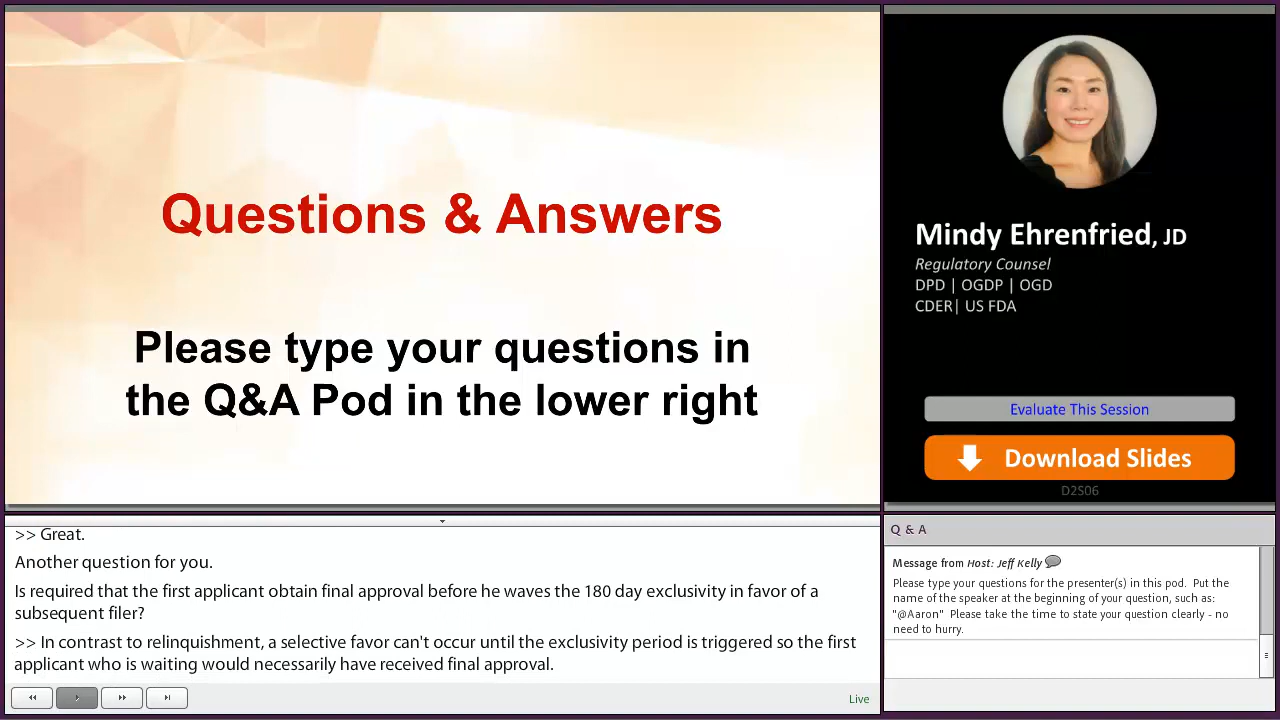 Questions & Answers
Please type your questions in
the Q&A Pod in the lower right
Mindy Ehrenfried, JD
Regulatory Counsel
DPD | OGDP | OGD
CDER| US FDA
Evaluate This Session
Download Slides
D2S06
>> Great.
Another question for you.
Is required that the first applicant obtain final approval before he waves the 180 day exclusivity in favor of a
subsequent filer?
>> In contrast to relinquishment, a selective favor can't occur until the exclusivity period is triggered so the first
applicant who is waiting would necessarily have received final approval.
Live
Q & A
Message from Host: Jeff Kelly
Please type your questions for the presenter(s) in this pod. Put the
name of the speaker at the beginning of your question, such as:
"@Aaron" Please take the time to state your question clearly - no
need to hurry.